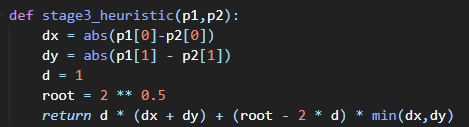 def stage3_heuristic(p1,p2):
    dx = abs(p1[0]-p2[0])
    dy = abs(p1[1] - p2[1])
    d = 1
    root = 2 ** 0.5
    return d * (dx + dy) + (root - 2 * d) * min(dx,dy)